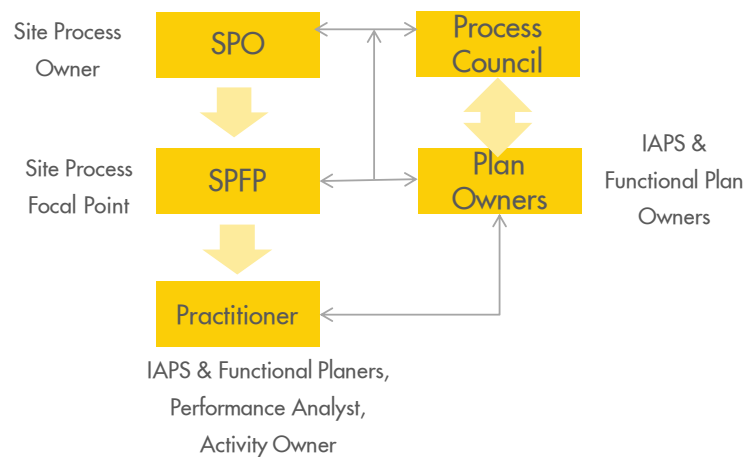 Site Process
Owner
SPO
Process
Council
Site Process
Focal Point
SPFP
Plan
Owners
IAPS &
Functional Plan
Owners
Practitioner
IAPS & Functional Planers,
Performance Analyst,
Activity Owner